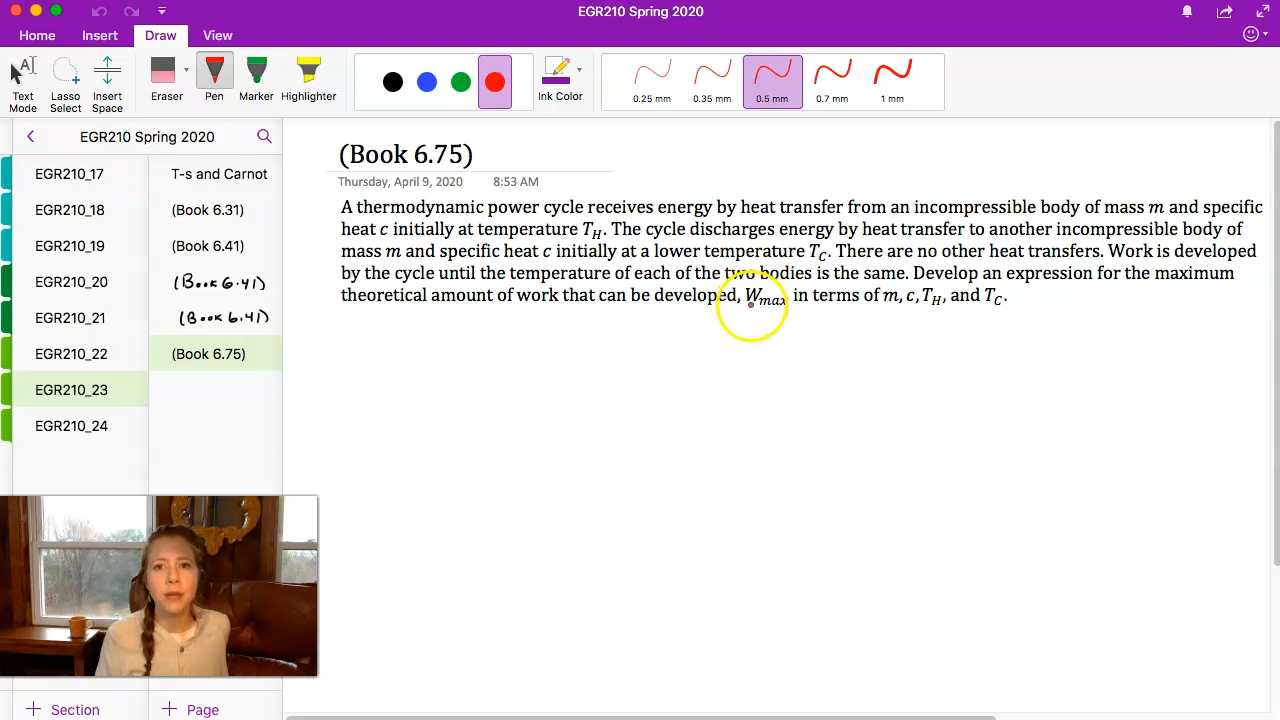 EGR210 Spring 2020
Home Insert Draw View
Text Mode
Lasso Select
Insert Space
Eraser
Pen
Marker
Highlighter
Ink Color
0.25 mm
0.35 mm
0.5 mm
0.7 mm
1 mm
EGR210 Spring 2020
EGR210_17
EGR210_18
EGR210_19
EGR210_20
EGR210_21
EGR210_22
EGR210_23
EGR210_24
T-s and Carnot
(Book 6.31)
(Book 6.41)
(Book 6.41)
(Book 6.41)
(Book 6.75)
+ Section
+ Page
(Book 6.75)
Thursday, April 9, 2020 8:53 AM
A thermodynamic power cycle receives energy by heat transfer from an incompressible body of mass m and specific
heat c initially at temperature T_H. The cycle discharges energy by heat transfer to another incompressible body of
mass m and specific heat c initially at a lower temperature T_C. There are no other heat transfers. Work is developed
by the cycle until the temperature of each of the two bodies is the same. Develop an expression for the maximum
theoretical amount of work that can be developed, W_max in terms of m, c, T_H, and T_C.